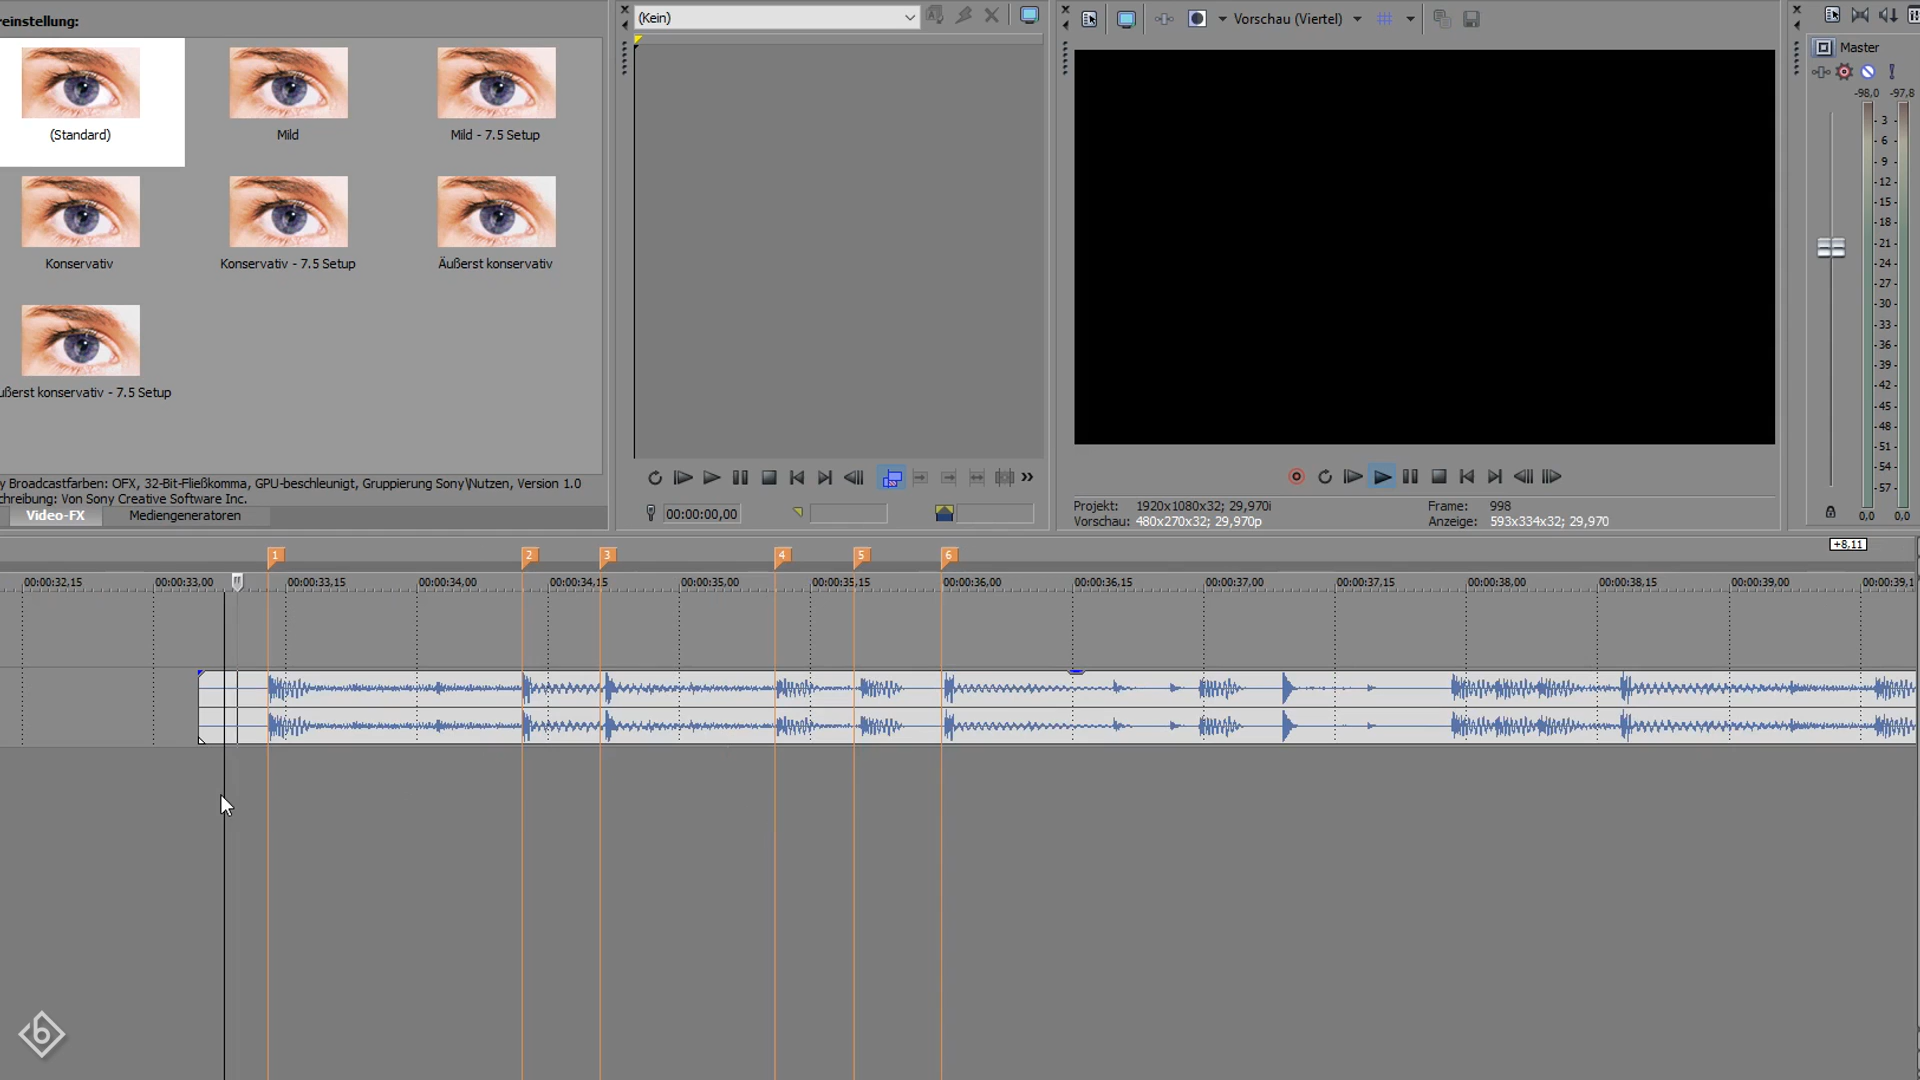 reinstellung:
(Standard)
Mild
Mild - 7.5 Setup
Konservativ
Konservativ - 7.5 Setup
Äußerst konservativ
ußerst konservativ - 7.5 Setup
y Broadcastfarben: OFX, 32-Bit-Fließkomma, GPU-beschleunigt, Gruppierung Sony\Nutzen, Version 1.0
chreibung: Von Sony Creative Software Inc.
Video-FX
Mediengeneratoren
(Kein)
00:00:00,00
Vorschau (Viertel)
Projekt: 1920x1080x32; 29,970i
Vorschau: 480x270x32; 29,970p
Frame: 998
Anzeige: 593x334x32; 29,970
Master
-98,0 -97,8
- 3 -
- 6 -
- 9 -
- 12 -
- 15 -
- 18 -
- 21 -
- 24 -
- 27 -
- 30 -
- 33 -
- 36 -
- 39 -
- 42 -
- 45 -
- 48 -
- 51 -
- 54 -
- 57 -
0,0 0,0
+8,11
1 2 3 4 5 6
00:00:32,15 00:00:33,00 00:00:33,15 00:00:34,00 00:00:34,15 00:00:35,00 00:00:35,15 00:00:36,00 00:00:36,15 00:00:37,00 00:00:37,15 00:00:38,00 00:00:38,15 00:00:39,00 00:00:39,1
6